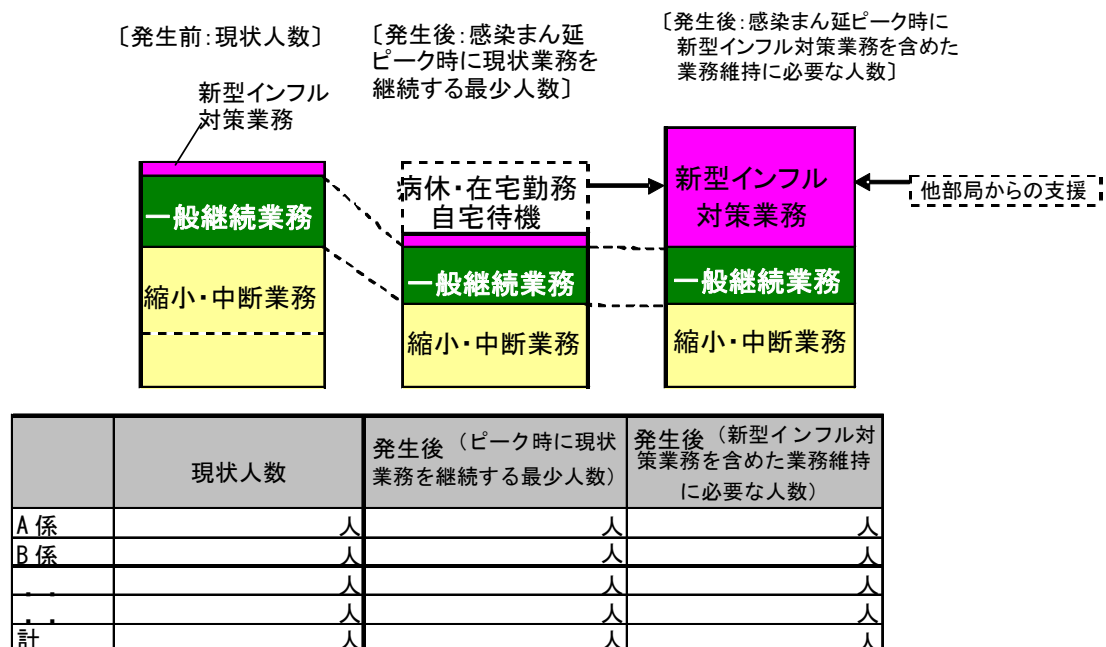 〔発生前：現状人数〕
〔発生後：感染まん延
ピーク時に現状業務を
継続する最少人数〕
〔発生後：感染まん延ピーク時に
新型インフル対策業務を含めた
業務維持に必要な人数〕
新型インフル
対策業務
一般継続業務
縮小・中断業務
病休・在宅勤務
自宅待機
一般継続業務
縮小・中断業務
新型インフル
対策業務
一般継続業務
縮小・中断業務
他部局からの支援
現状人数
発生後（ピーク時に現状
業務を継続する最少人数）
発生後（新型インフル対
策業務を含めた業務維持
に必要な人数）
A係 人 人 人
B係 人 人 人
．． 人 人 人
．． 人 人 人
計 人 人 人